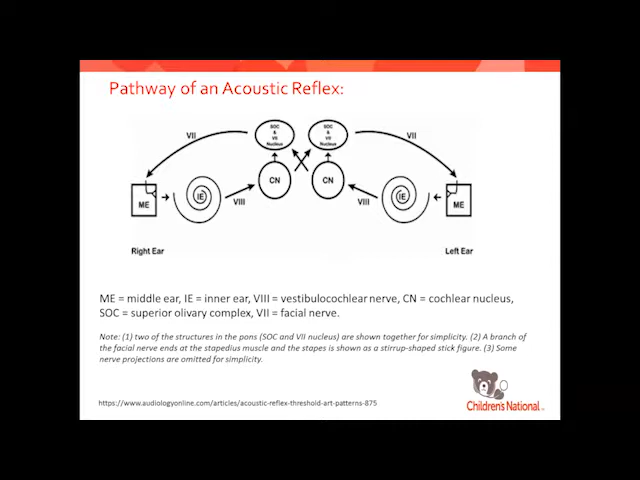 Pathway of an Acoustic Reflex:
SOC & VII Nucleus
SOC & VII Nucleus
VII
VII
CN
CN
ME
IE
VIII
VIII
IE
ME
Right Ear
Left Ear
ME = middle ear, IE = inner ear, VIII = vestibulocochlear nerve, CN = cochlear nucleus,
SOC = superior olivary complex, VII = facial nerve.
Note: (1) two of the structures in the pons (SOC and VII nucleus) are shown together for simplicity. (2) A branch of
the facial nerve ends at the stapedius muscle and the stapes is shown as a stirrup-shaped stick figure. (3) Some
nerve projections are omitted for simplicity.
https://www.audiologyonline.com/articles/acoustic-reflex-threshold-art-patterns-875
Children's National